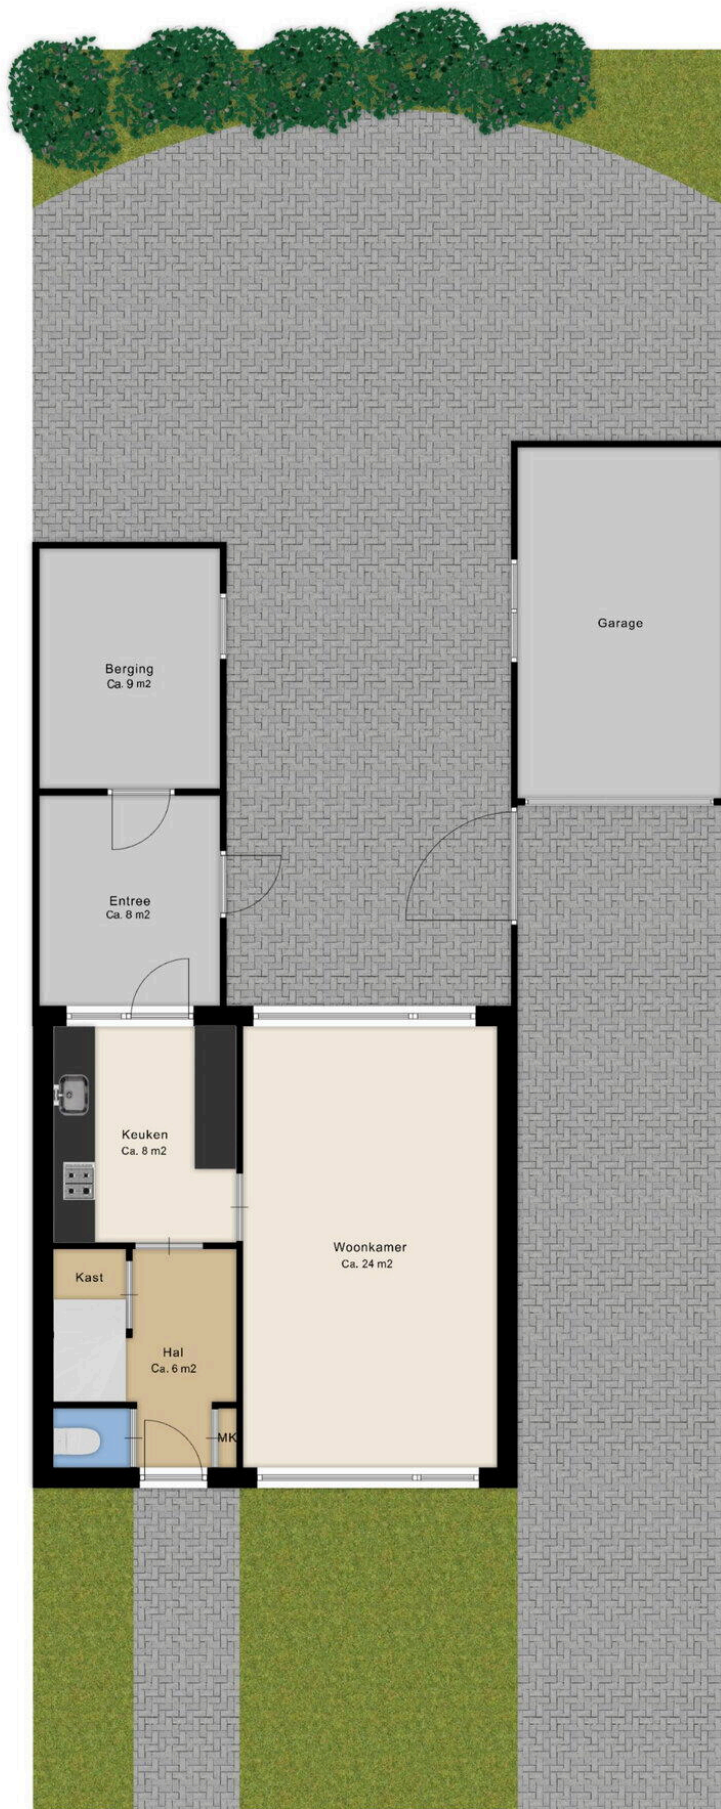 Garage
Berging
Ca. 9 m2
Entree
Ca. 8 m2
Keuken
Ca. 8 m2
Woonkamer
Ca. 24 m2
Kast
Hal
Ca. 6 m2
MK